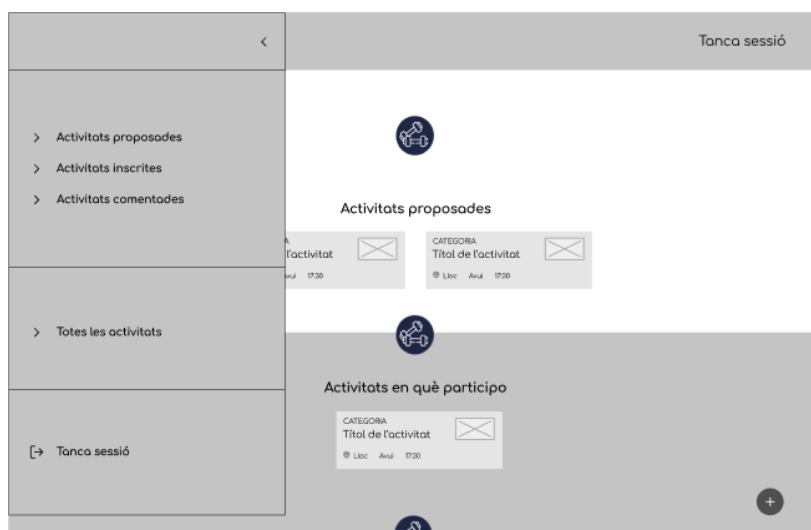 Tanca sessió
Activitats proposades
Activitats inscrites
Activitats comentades
Totes les activitats
Tanca sessió
Activitats proposades
A
l'activitat
Avui 17:30
CATEGORIA
Títol de l'activitat
Lloc Avui 17:30
Activitats en què participo
CATEGORIA
Títol de l'activitat
Lloc Avui 17:30